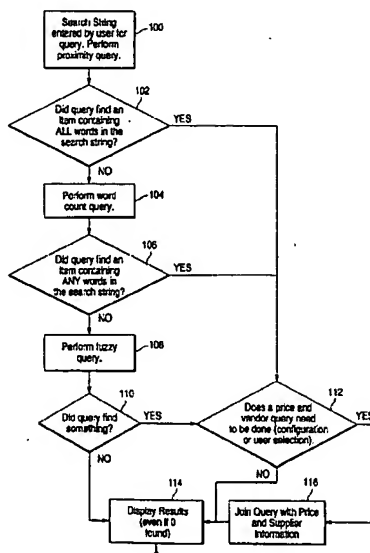 Search String
entered by user for
query. Perform
proximity query.
100
102
Did query find an
item containing
ALL words in the
search string?
YES
NO
Perform word
count query.
104
106
Did query find an
item containing
ANY words in
the search string?
YES
NO
Perform fuzzy
query.
108
110
Did query find
something?
YES
NO
112
Does a price and
vendor query need
to be done (configuration
or user selection).
YES
NO
114
Display Results
(even if 0
found)
116
Join Query with Price
and Supplier
Information